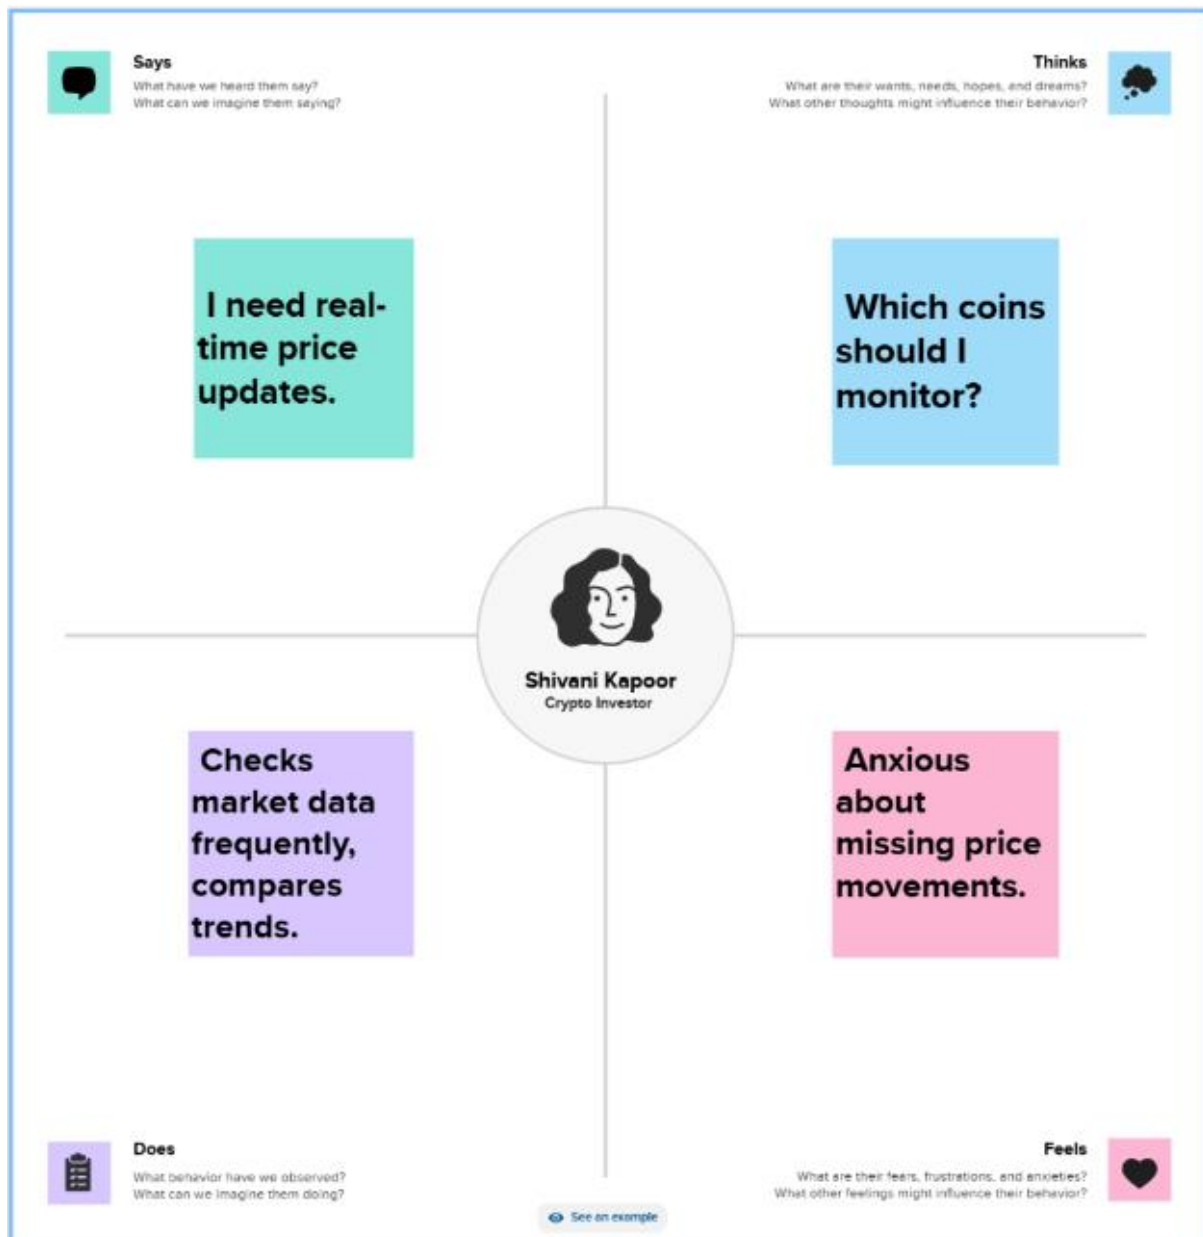 Says
What have we heard them say?
What can we imagine them saying?
Thinks
What are their wants, needs, hopes, and dreams?
What other thoughts might influence their behavior?
I need real-
time price
updates.
Which coins
should I
monitor?
Shivani Kapoor
Crypto Investor
Checks
market data
frequently,
compares
trends.
Anxious
about
missing price
movements.
Does
What behavior have we observed?
What can we imagine them doing?
Feels
What are their fears, frustrations, and anxieties?
What other feelings might influence their behavior?
See an example